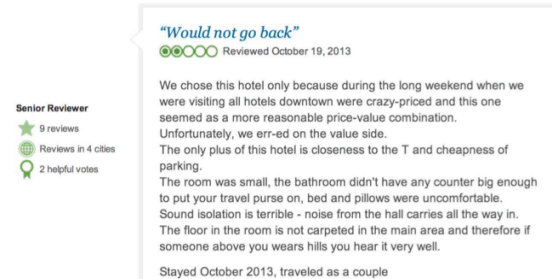 “Would not go back”
Reviewed October 19, 2013
We chose this hotel only because during the long weekend when we
were visiting all hotels downtown were crazy-priced and this one
seemed as a more reasonable price-value combination.
Unfortunately, we err-ed on the value side.
The only plus of this hotel is closeness to the T and cheapness of
parking.
The room was small, the bathroom didn't have any counter big enough
to put your travel purse on, bed and pillows were uncomfortable.
Sound isolation is terrible - noise from the hall carries all the way in.
The floor in the room is not carpeted in the main area and therefore if
someone above you wears hills you hear it very well.
Stayed October 2013, traveled as a couple
Senior Reviewer
9 reviews
Reviews in 4 cities
2 helpful votes